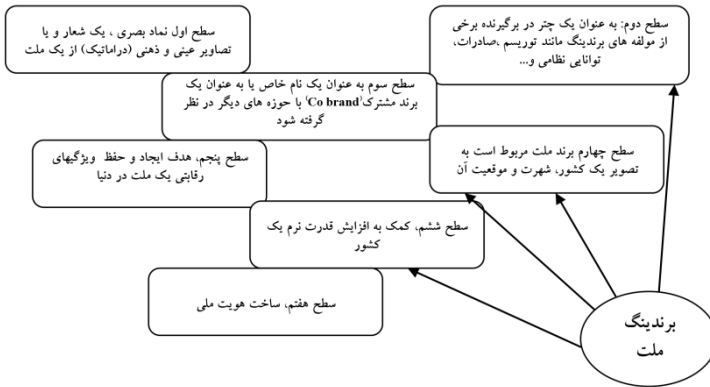 سطح اول نماد بصری ، یک شعار و یا
تصاویر عینی و ذهنی (دراماتیک) از یک ملت
سطح دوم: به عنوان یک چتر در برگیرنده برخی
از مولفه های برندینگ مانند توریسم ،صادرات،
توانایی نظامی و...
سطح سوم به عنوان یک نام خاص یا به عنوان یک
برند مشترک(Co brand) با حوزه های دیگر در نظر
گرفته شود
سطح چهارم برند ملت مربوط است به
تصویر یک کشور، شهرت و موقعیت آن
سطح پنجم، هدف ایجاد و حفظ ویژگیهای
رقابتی یک ملت در دنیا
سطح ششم، کمک به افزایش قدرت نرم یک
کشور
سطح هفتم، ساخت هویت ملی
برندینگ
ملت